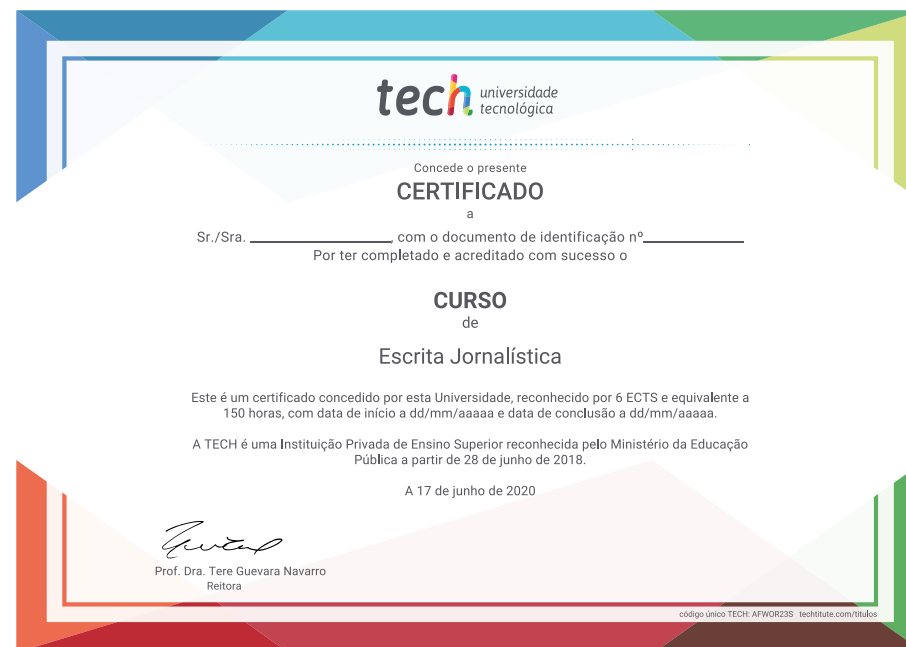 tech universidade
tecnológica
Concede o presente
CERTIFICADO
a
Sr./Sra. ____________________, com o documento de identificação nº______________
Por ter completado e acreditado com sucesso o
CURSO
de
Escrita Jornalística
Este é um certificado concedido por esta Universidade, reconhecido por 6 ECTS e equivalente a
150 horas, com data de início a dd/mm/aaaaa e data de conclusão a dd/mm/aaaaa.
A TECH é uma Instituição Privada de Ensino Superior reconhecida pelo Ministério da Educação
Pública a partir de 28 de junho de 2018.
A 17 de junho de 2020
Prof. Dra. Tere Guevara Navarro
Reitora
código único TECH: AFWOR23S techtitute.com/titulos